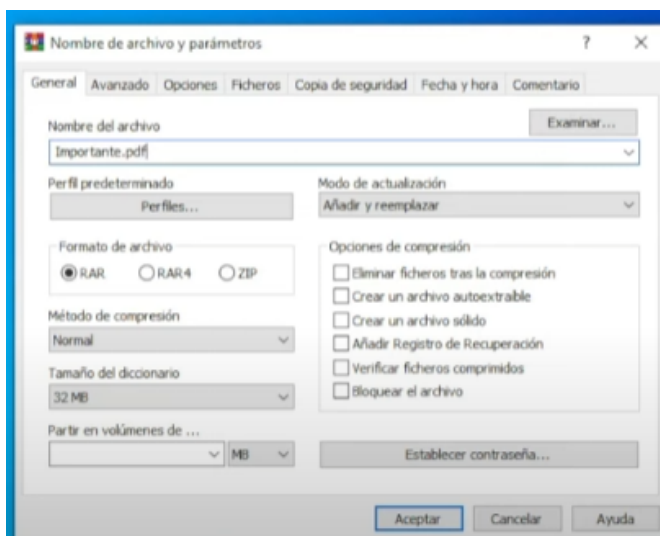 Nombre de archivo y parámetros
? X
General Avanzado Opciones Ficheros Copia de seguridad Fecha y hora Comentario
Nombre del archivo
Examinar...
Importante.pdf
Perfil predeterminado
Modo de actualización
Perfiles...
Añadir y reemplazar
Formato de archivo
Opciones de compresión
RAR RAR4 ZIP
Eliminar ficheros tras la compresión
Crear un archivo autoextraible
Método de compresión
Crear un archivo sólido
Normal
Añadir Registro de Recuperación
Tamaño del diccionario
Verificar ficheros comprimidos
32 MB
Bloquear el archivo
Partir en volúmenes de ...
MB
Establecer contraseña...
Aceptar Cancelar Ayuda